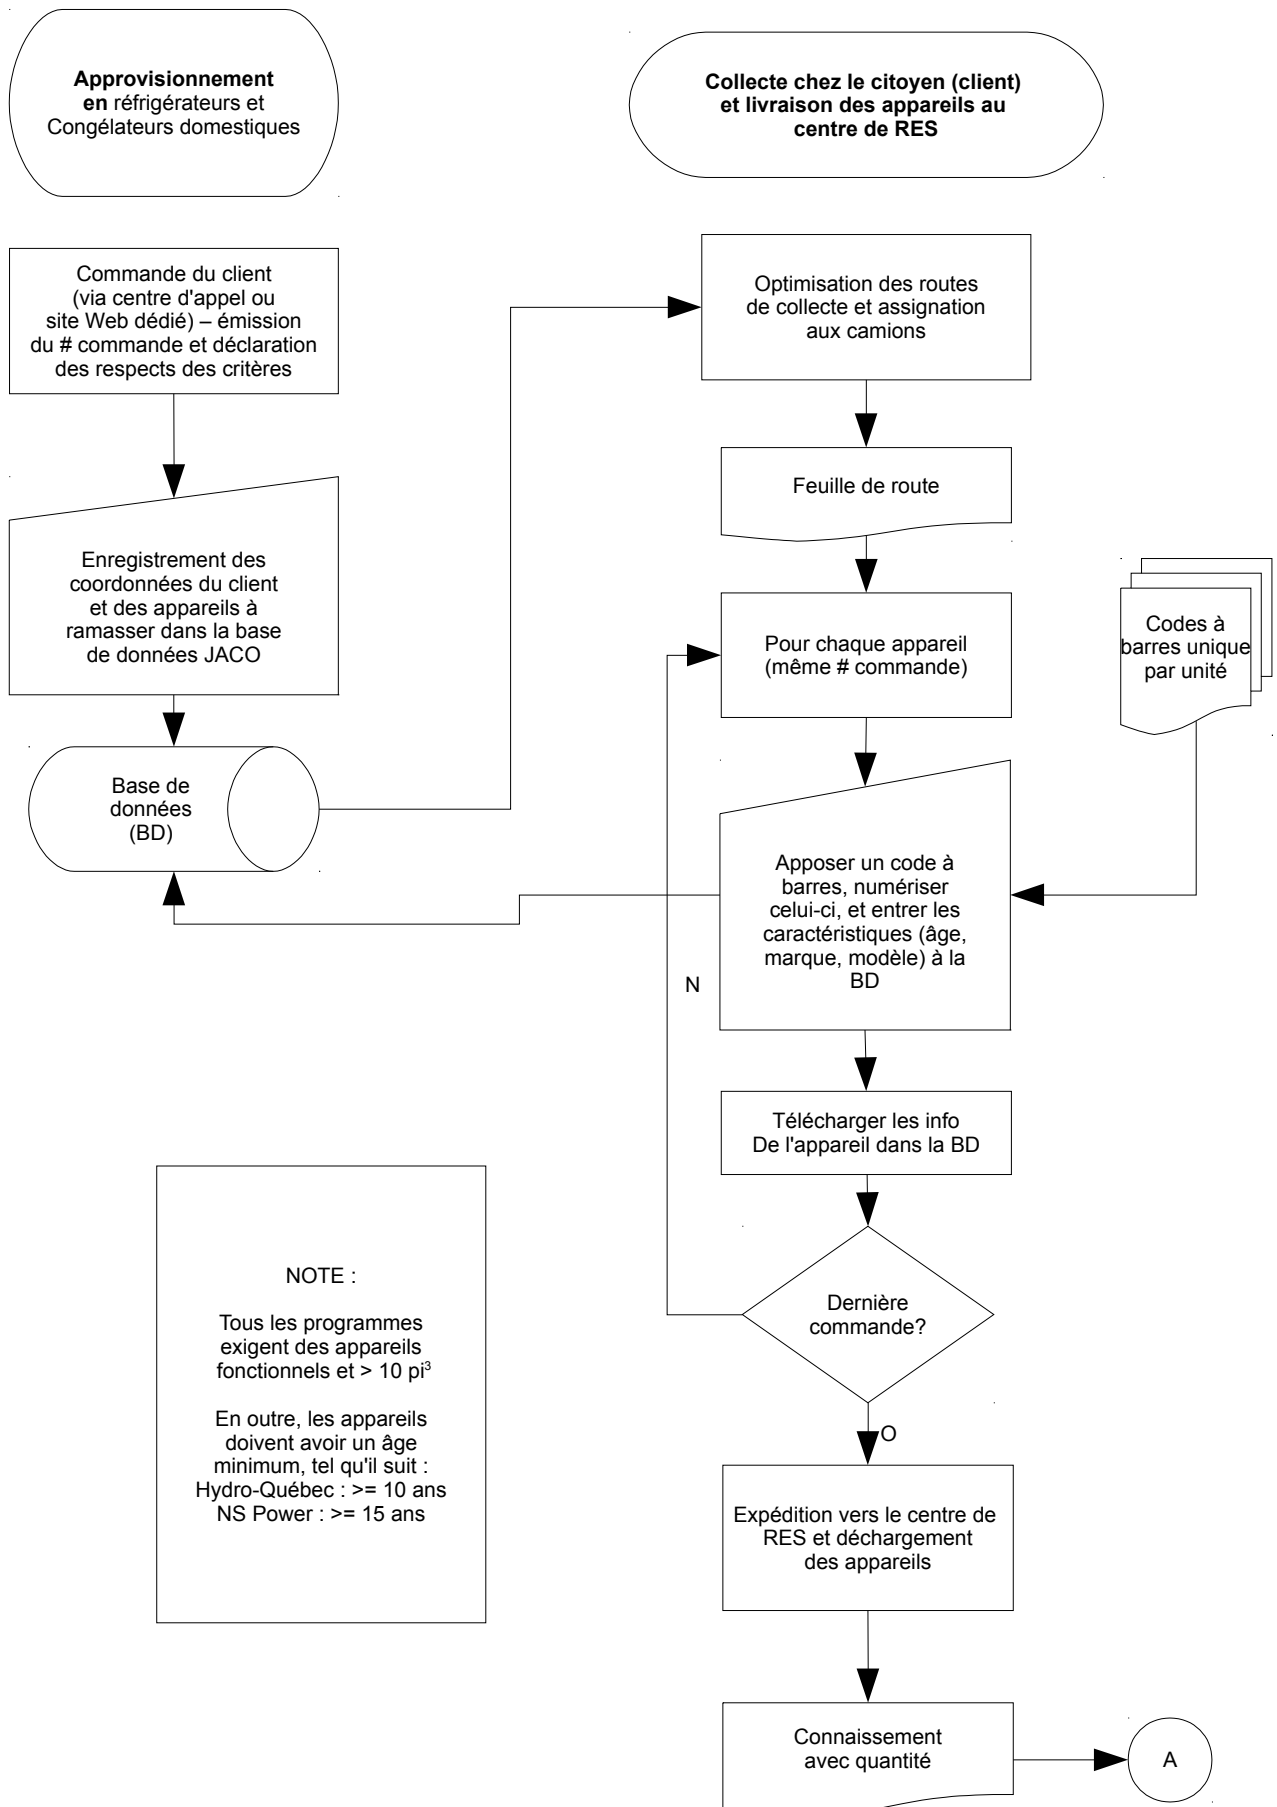 Approvisionnement
en réfrigérateurs et
Congélateurs domestiques
Commande du client
(via centre d'appel ou
site Web dédié) – émission
du # commande et déclaration
des respects des critères
Enregistrement des
coordonnées du client
et des appareils à
ramasser dans la base
de données JACO
Base de
données
(BD)
NOTE :
Tous les programmes
exigent des appareils
fonctionnels et > 10 pi³
En outre, les appareils
doivent avoir un âge
minimum, tel qu'il suit :
Hydro-Québec : >= 10 ans
NS Power : >= 15 ans
Collecte chez le citoyen (client)
et livraison des appareils au
centre de RES
Optimisation des routes
de collecte et assignation
aux camions
Feuille de route
Pour chaque appareil
(même # commande)
Codes à
barres unique
par unité
Apposer un code à
barres, numériser
celui-ci, et entrer les
caractéristiques (âge,
marque, modèle) à la
BD
N
Télécharger les info
De l'appareil dans la BD
Dernière
commande?
O
Expédition vers le centre de
RES et déchargement
des appareils
Connaissement
avec quantité
A